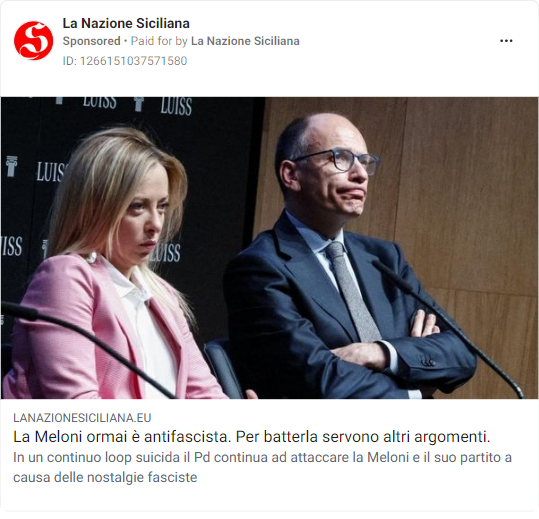 La Nazione Siciliana
Sponsored • Paid for by La Nazione Siciliana
ID: 1266151037571580
LUISS
LUISS
LUISS
LUISS
LUISS
LANAZIONESICILIANA.EU
La Meloni ormai è antifascista. Per batterla servono altri argomenti.
In un continuo loop suicida il Pd continua ad attaccare la Meloni e il suo partito a
causa delle nostalgie fasciste